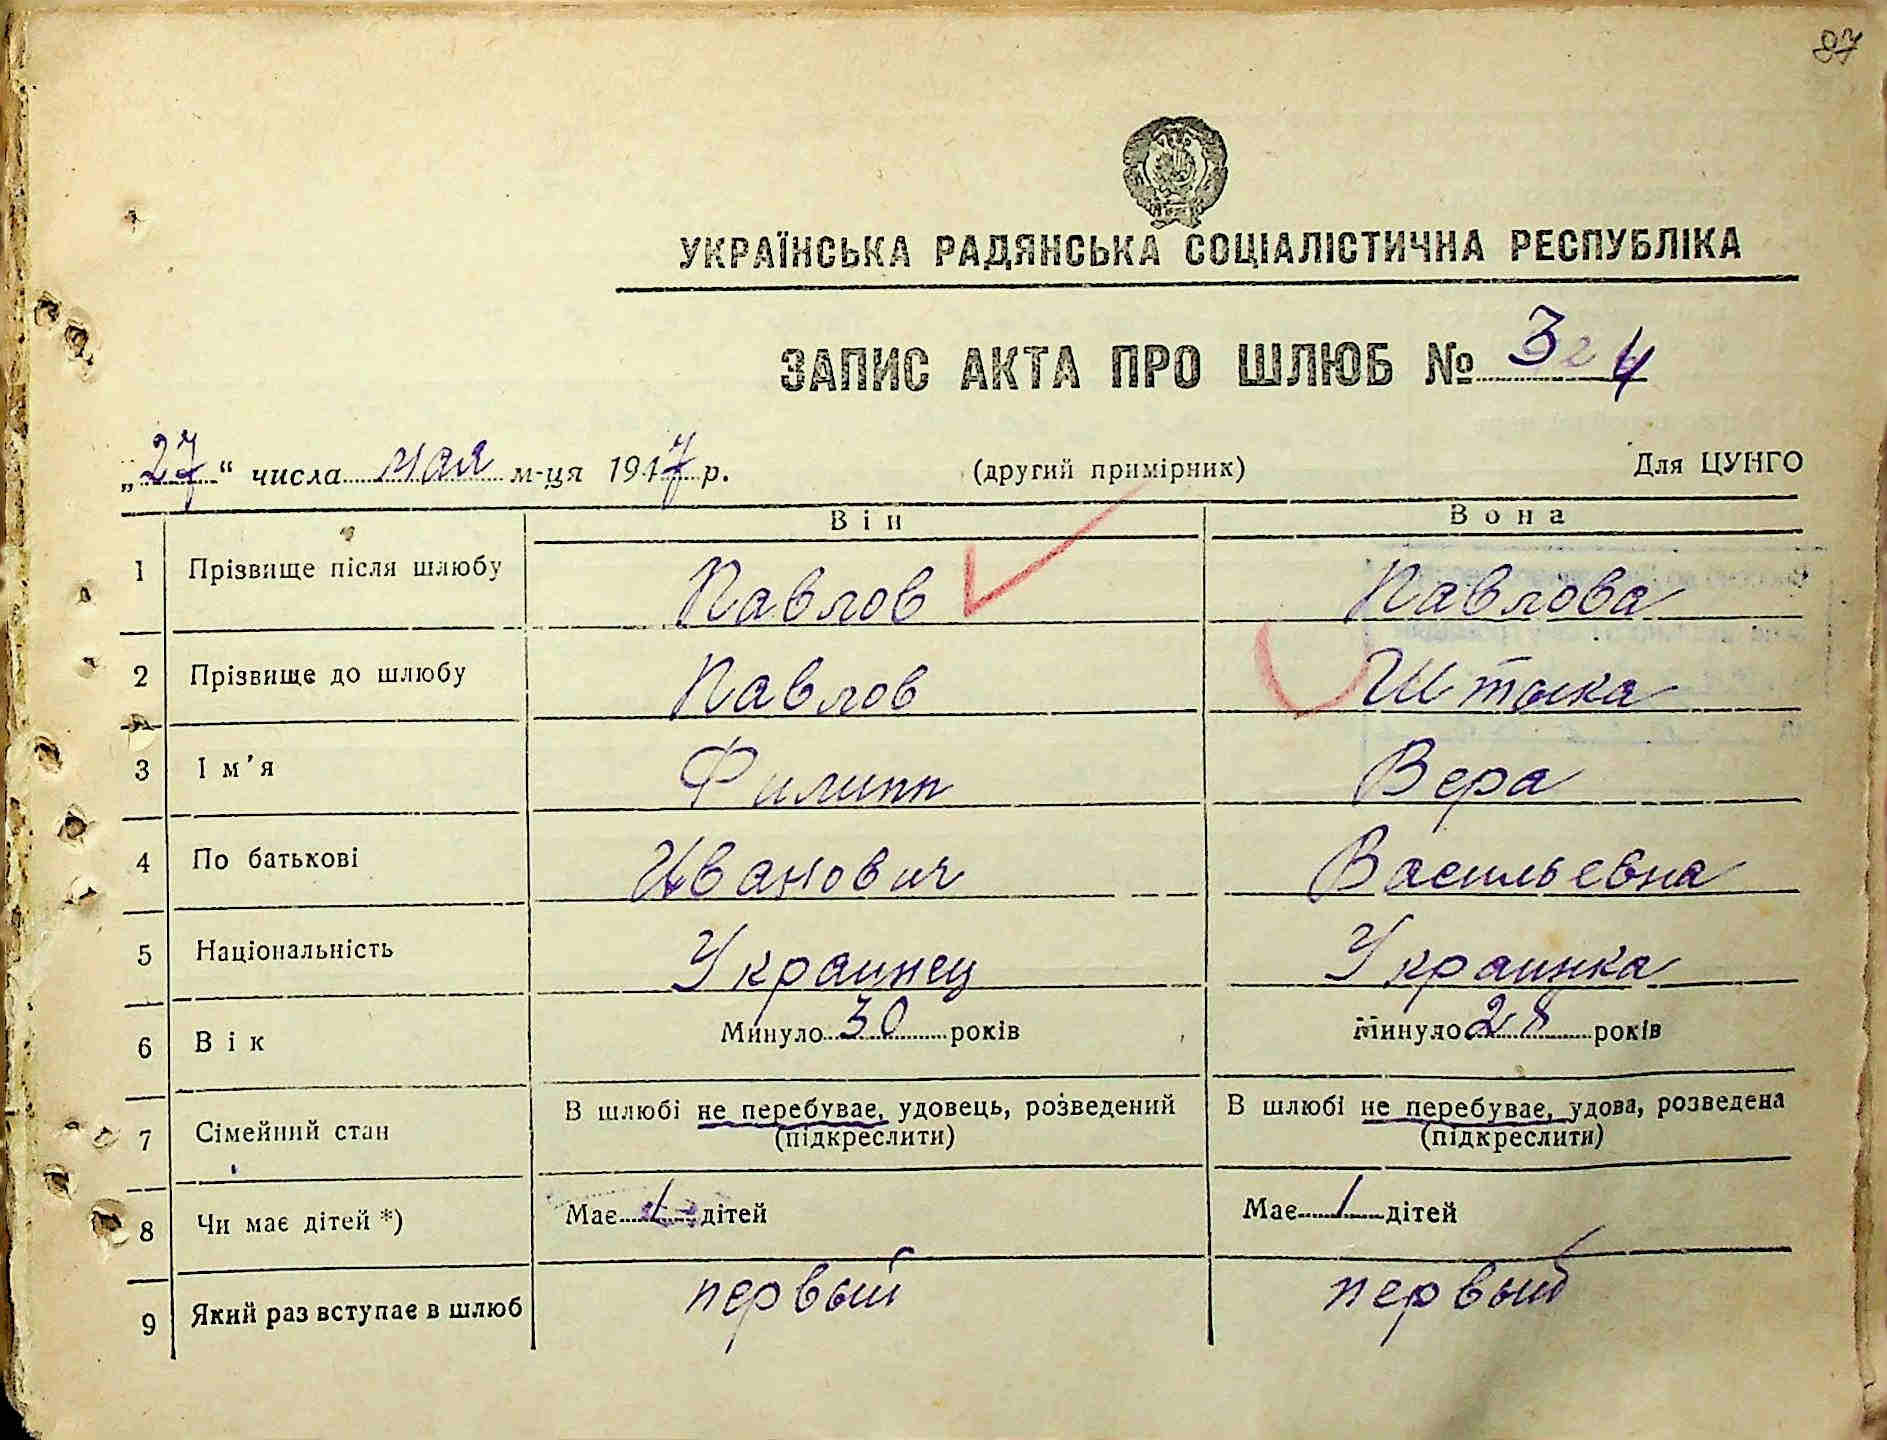 87
УКРАЇНСЬКА РАДЯНСЬКА СОЦІАЛІСТИЧНА РЕСПУБЛІКА
ЗАПИС АКТА ПРО ШЛЮБ № 324
„27“ числа мая м-ця 1947 р. (другий примірник) Для ЦУНГО
Він Вона
1 Прізвище після шлюбу Павлов Павлова
2 Прізвище до шлюбу Павлов
3 Ім’я Филипп Вера
4 По батькові Иванович Васильевна
5 Національність Украинец Украинка
6 Вік Минуло 30 років Минуло 28 років
7 Сімейний стан В шлюбі не перебуває, удовець, розведений В шлюбі не перебуває, удова, розведена
(підкреслити) (підкреслити)
8 Чи має дітей *) Має 1 дітей Має 1 дітей
9 Який раз вступає в шлюб первый первый